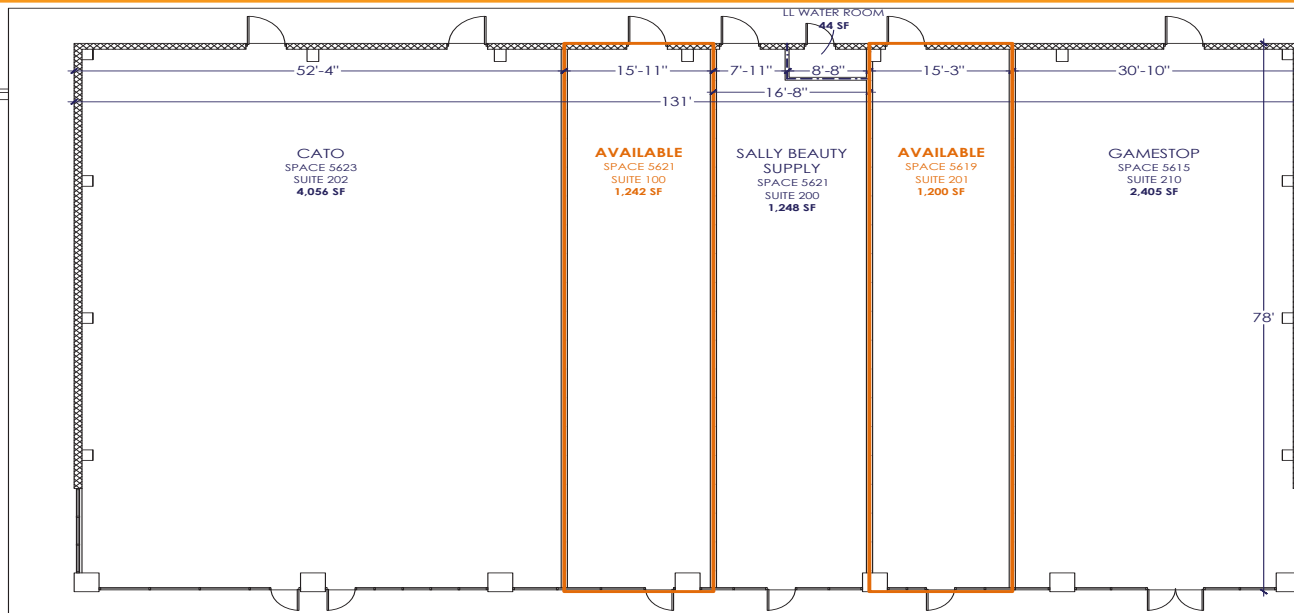 LL WATER ROOM
44 SF
52'-4"
15'-11"
7'-11"
8'-8"
15'-3"
30'-10"
16'-8"
131'
CATO
SPACE 5623
SUITE 202
4,056 SF
AVAILABLE
SPACE 5621
SUITE 100
1,242 SF
SALLY BEAUTY
SUPPLY
SPACE 5621
SUITE 200
1,248 SF
AVAILABLE
SPACE 5619
SUITE 201
1,200 SF
GAMESTOP
SPACE 5615
SUITE 210
2,405 SF
78'